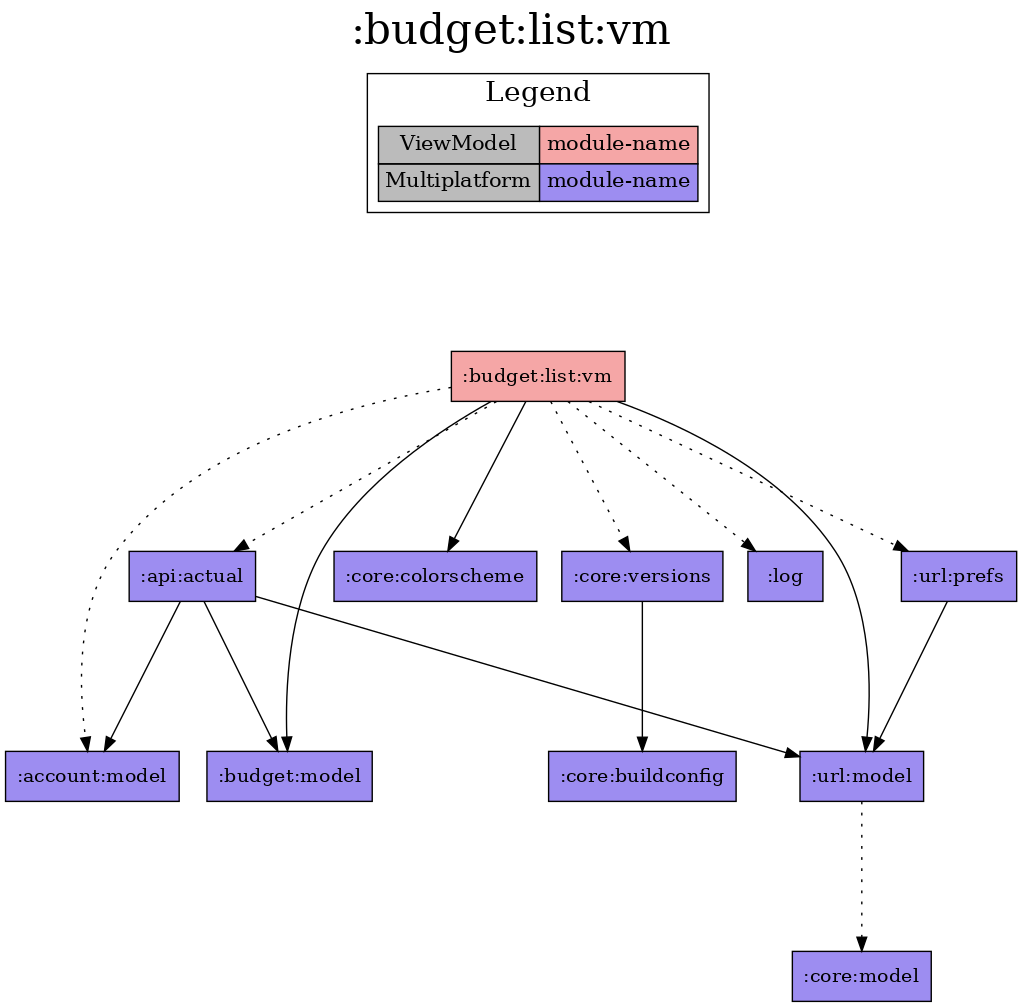 :budget:list:vm
Legend
ViewModel module-name
Multiplatform module-name
:budget:list:vm
:api:actual :core:colorscheme :core:versions :log :url:prefs
:account:model :budget:model :core:buildconfig :url:model
:core:model